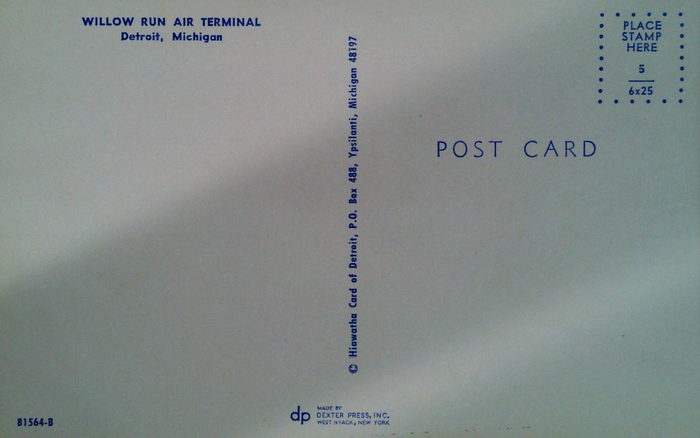 WILLOW RUN AIR TERMINAL
Detroit, Michigan
© Hiawatha Card of Detroit, P.O. Box 488, Ypsilanti, Michigan 48197
PLACE
STAMP
HERE
5
6x25
POST CARD
81564-B
dp
MADE BY
DEXTER PRESS, INC.
WEST NYACK, NEW YORK